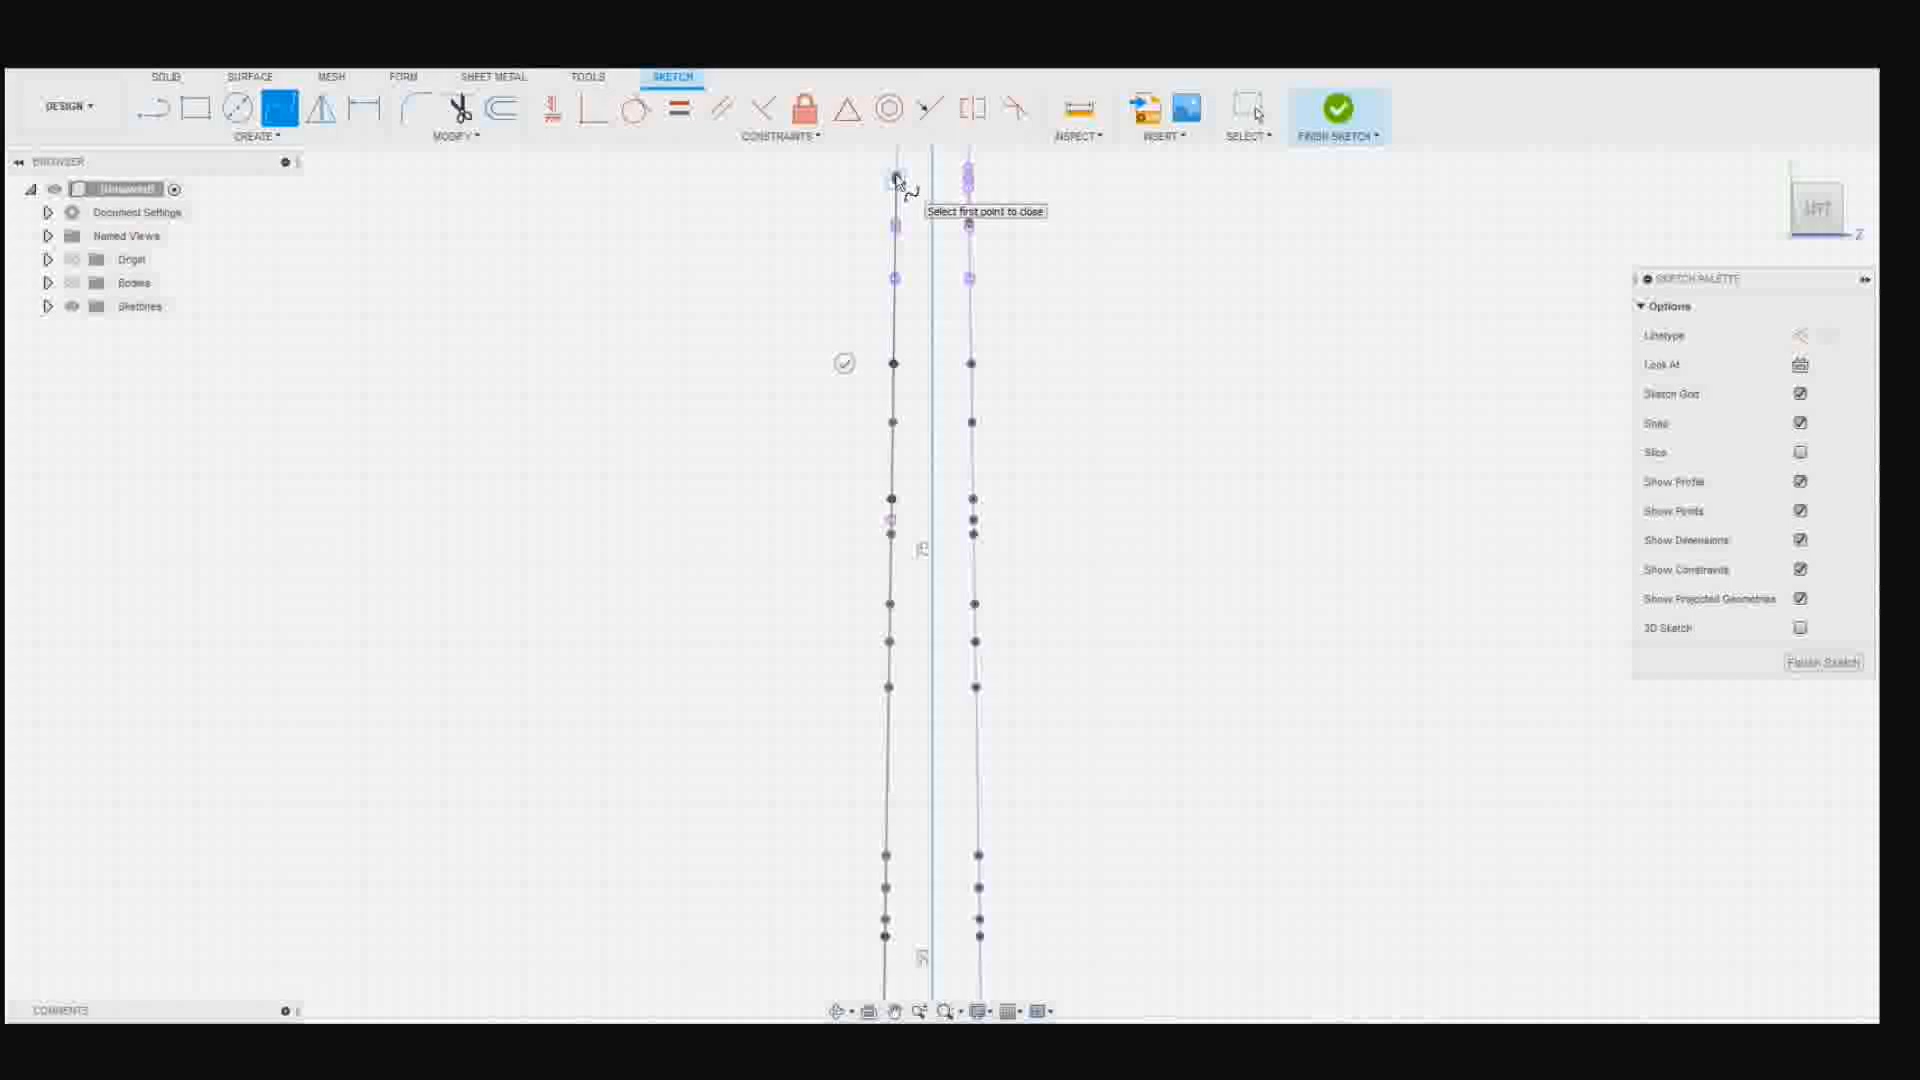 SOLID SURFACE MESH FORM SHEET METAL TOOLS SKETCH
DESIGN
CREATE MODIFY CONSTRAINTS INSPECT INSERT SELECT FINISH SKETCH
BROWSER
(Unsaved)
Document Settings
Named Views
Origin
Bodies
Sketches
Select first point to close
LEFT
Z
SKETCH PALETTE
Options
Linetype
Look At
Sketch Grid
Snap
Slice
Show Profile
Show Points
Show Dimensions
Show Constraints
Show Projected Geometries
3D Sketch
Finish Sketch
COMMENTS